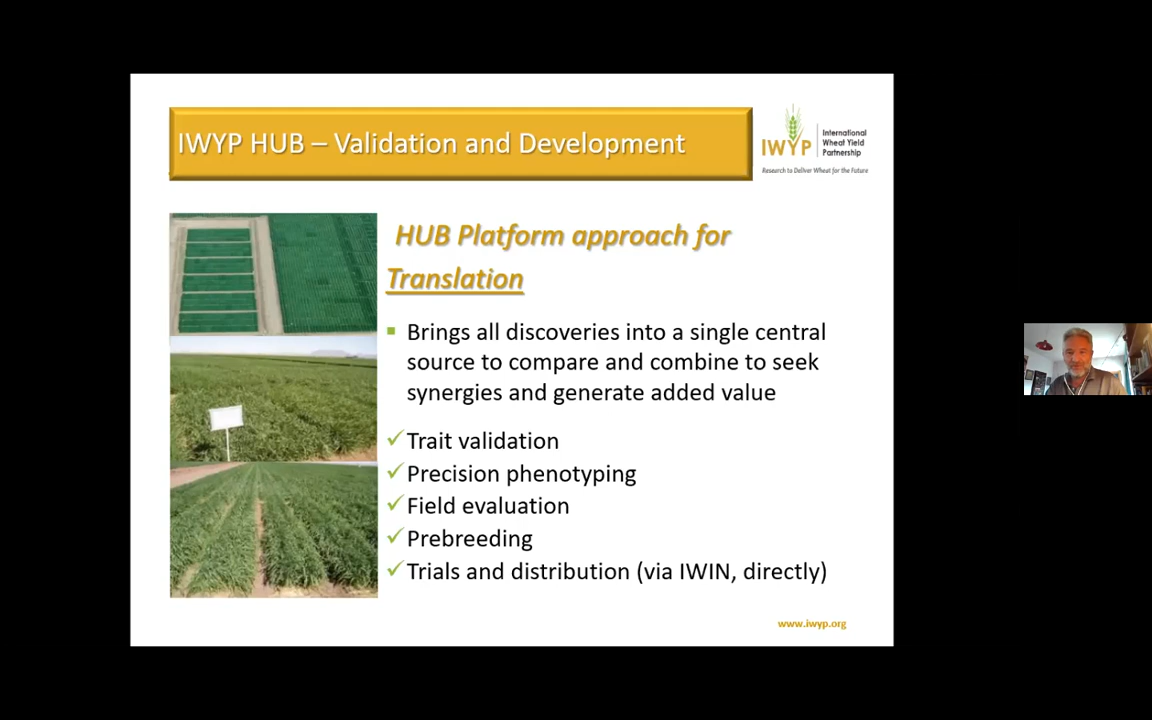 IWYP HUB – Validation and Development
IWYP
International
Wheat Yield
Partnership
Research to Deliver Wheat for the Future
HUB Platform approach for
Translation
Brings all discoveries into a single central
source to compare and combine to seek
synergies and generate added value
Trait validation
Precision phenotyping
Field evaluation
Prebreeding
Trials and distribution (via IWIN, directly)
www.iwyp.org